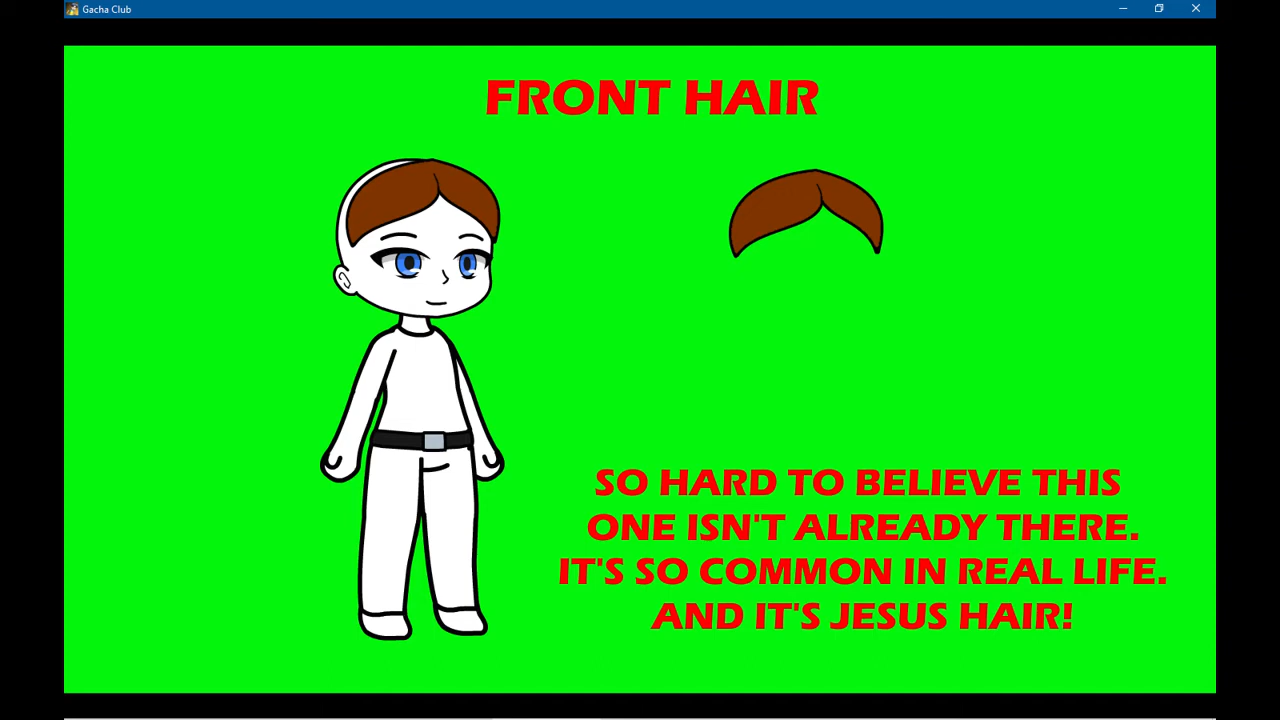 Gacha Club
FRONT HAIR
SO HARD TO BELIEVE THIS
ONE ISN'T ALREADY THERE.
IT'S SO COMMON IN REAL LIFE.
AND IT'S JESUS HAIR!